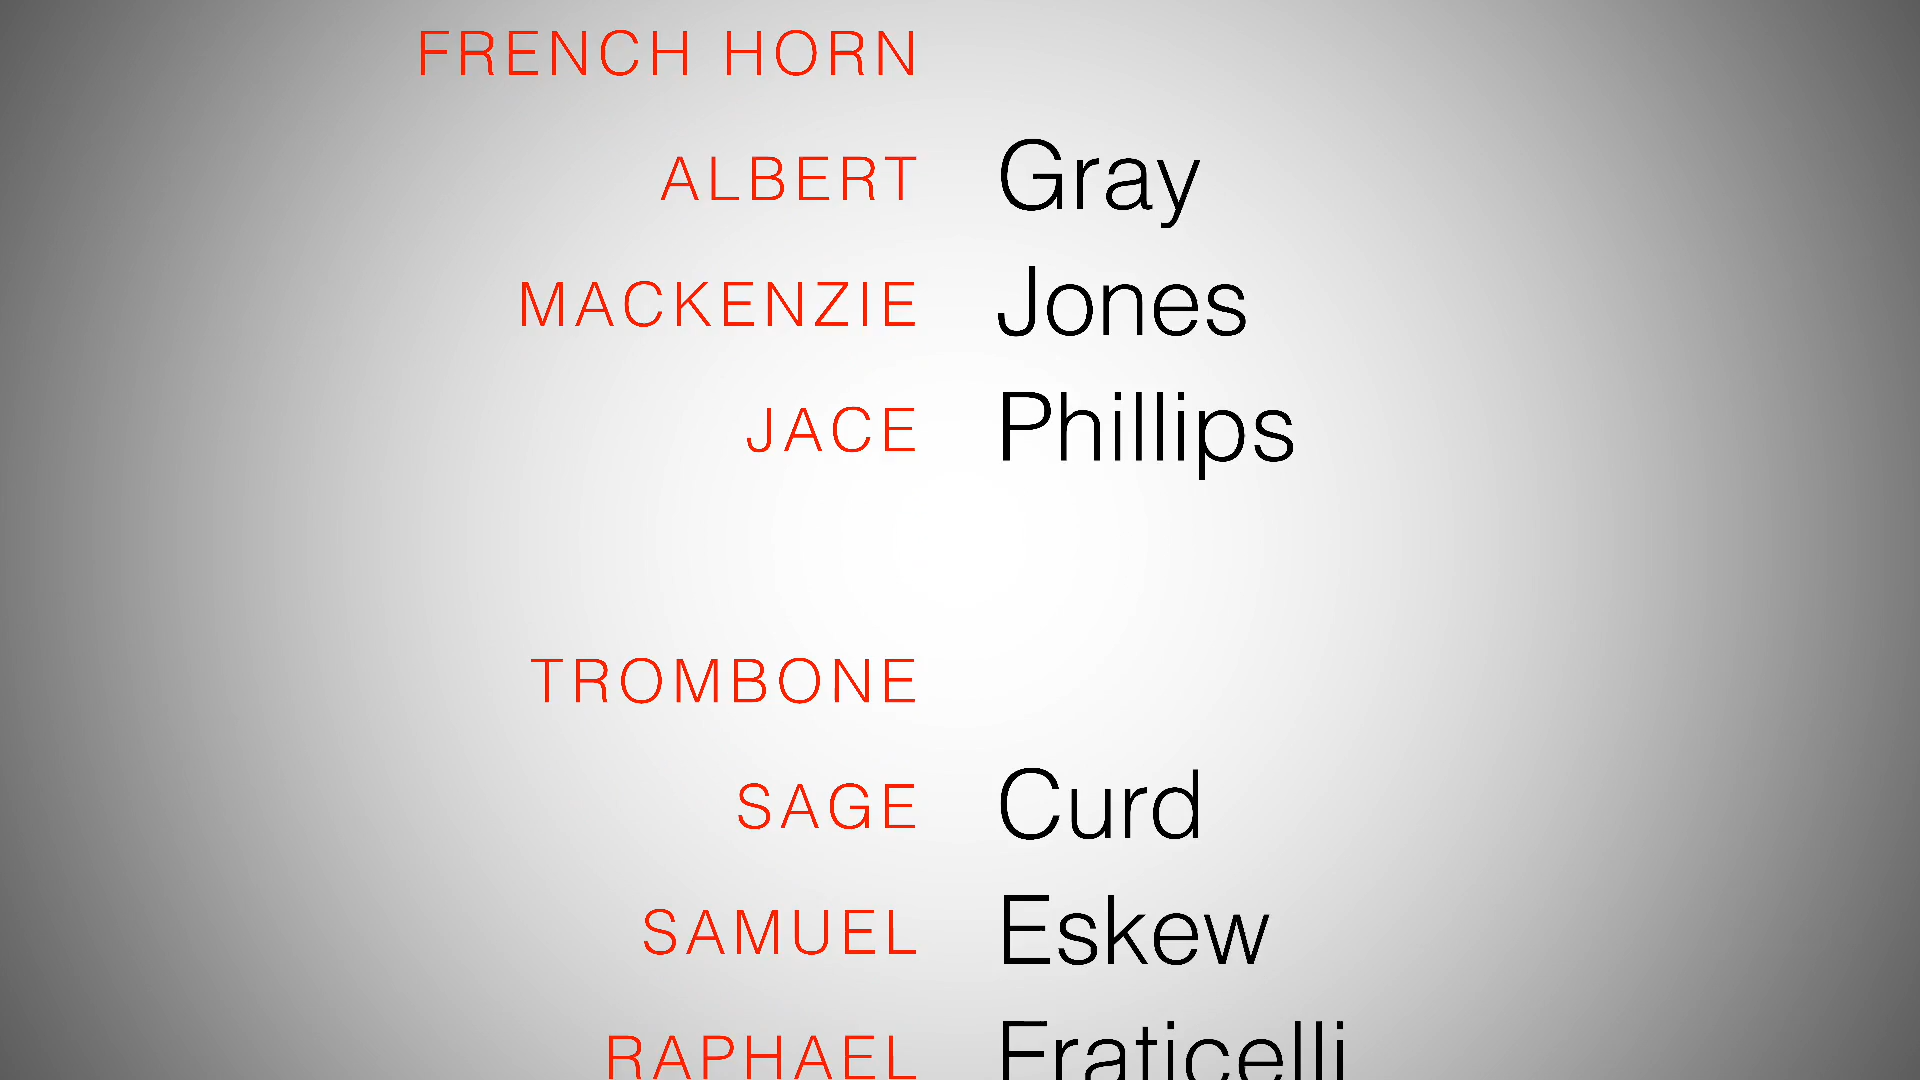 FRENCH HORN
ALBERT Gray
MACKENZIE Jones
JACE Phillips
TROMBONE
SAGE Curd
SAMUEL Eskew
RAPHAEL Fraticelli